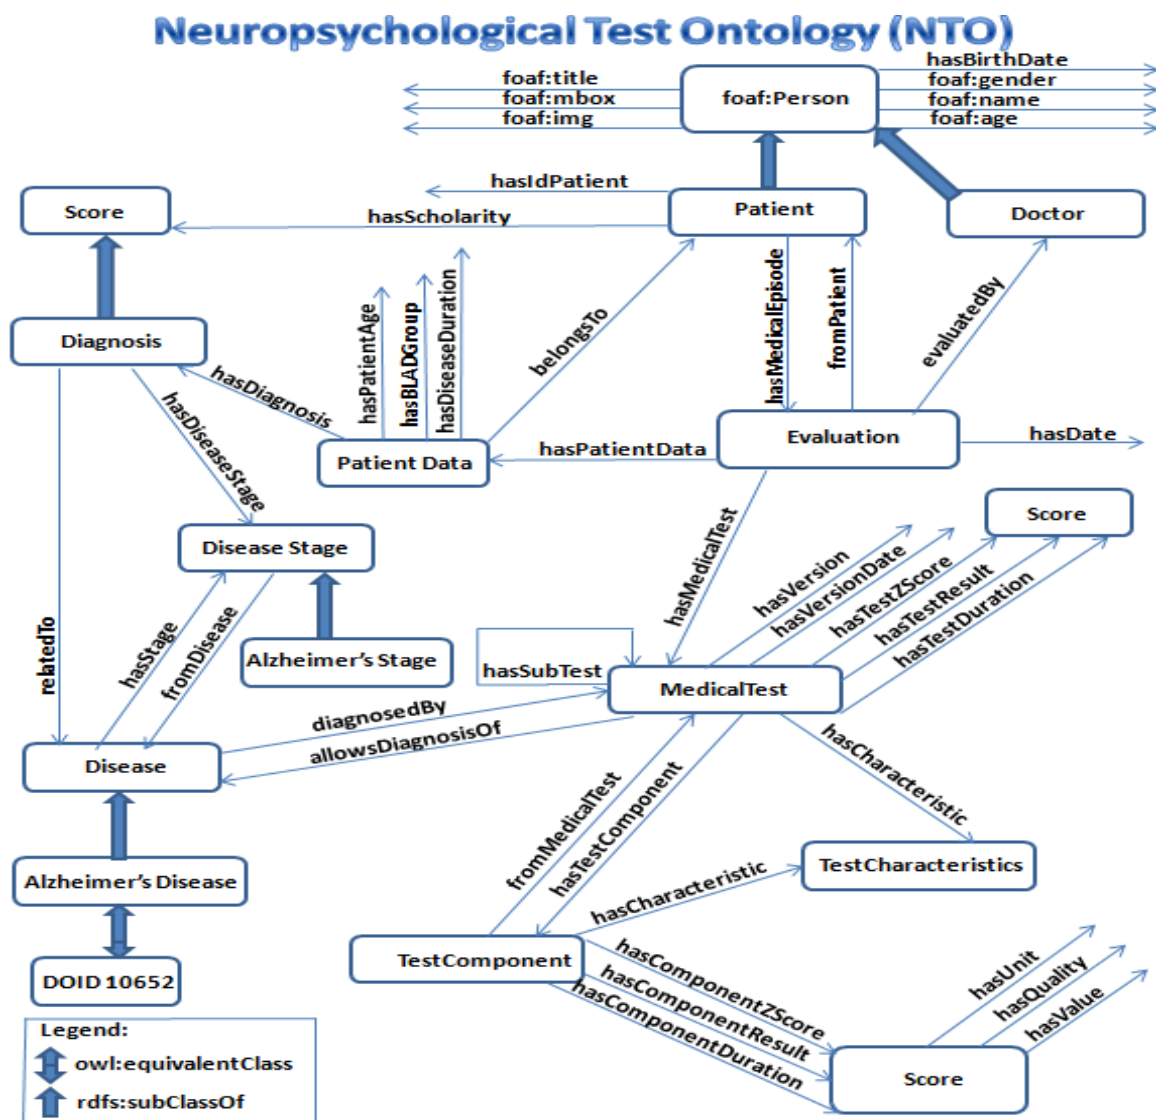 Neuropsychological Test Ontology (NTO)
foaf:title
foaf:mbox
foaf:img
foaf:Person
hasBirthDate
foaf:gender
foaf:name
foaf:age
hasIdPatient
hasScholarity
Score
Patient
Doctor
hasPatientAge
hasBLADGroup
hasDiseaseDuration
belongsTo
hasMedicalEpisode
fromPatient
evaluatedBy
Diagnosis
hasDiagnosis
hasDiseaseStage
Patient Data
hasPatientData
Evaluation
hasDate
Disease Stage
hasMedicalTest
hasVersion
hasVersionDate
hasTestZScore
hasTestResult
hasTestDuration
Score
relatedTo
hasStage
fromDisease
Alzheimer's Stage
hasSubTest
MedicalTest
diagnosedBy
allowsDiagnosisOf
Disease
fromMedicalTest
hasTestComponent
hasCharacteristic
TestCharacteristics
Alzheimer's Disease
hasCharacteristic
TestComponent
DOID 10652
hasComponentZScore
hasComponentResult
hasComponentDuration
hasUnit
hasQuality
hasValue
Score
Legend:
owl:equivalentClass
rdfs:subClassOf